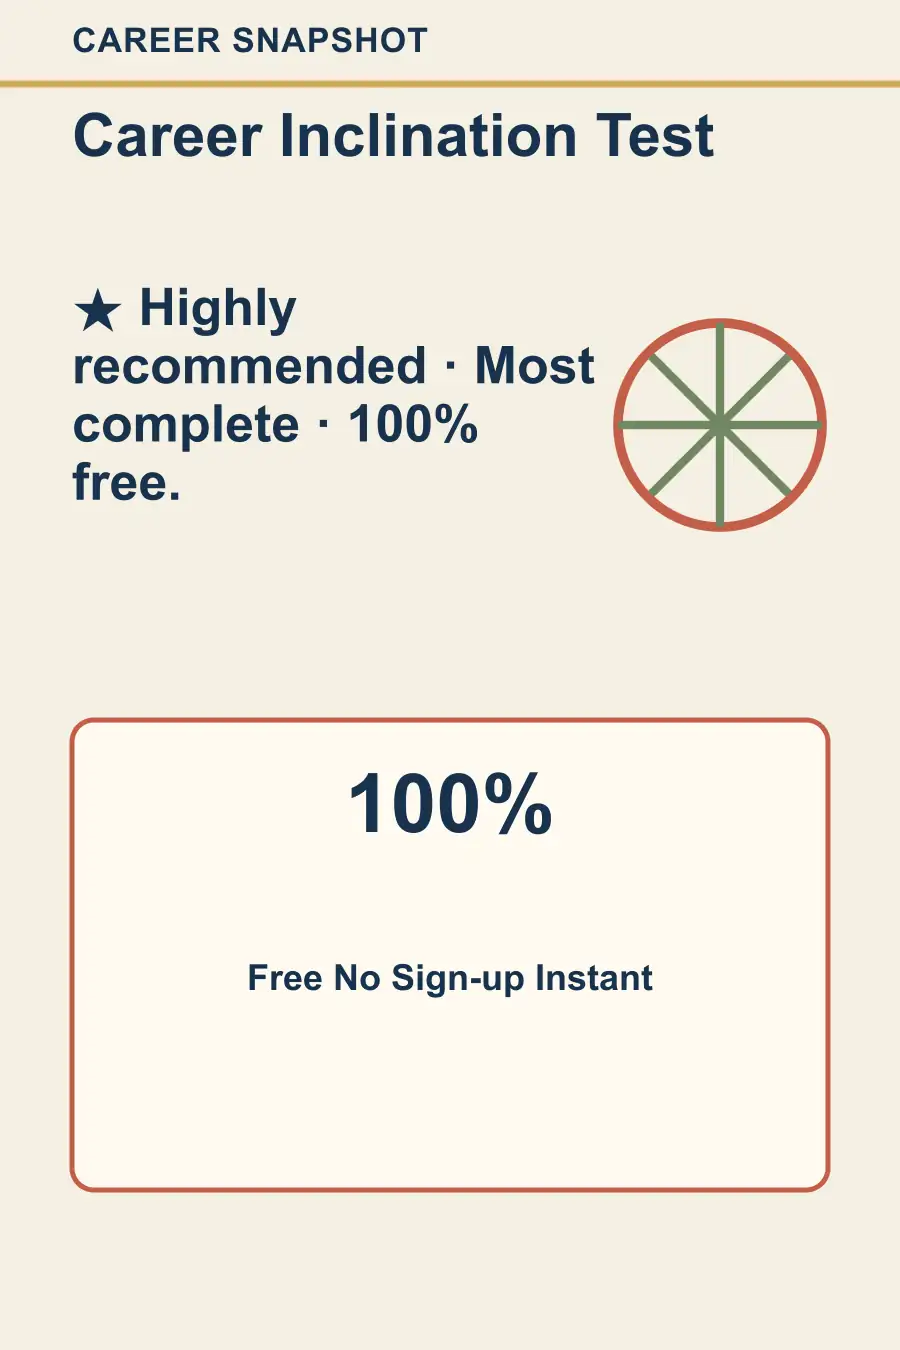 CAREER SNAPSHOT
Career Inclination Test
★ Highly
recommended · Most
complete · 100%
free.
100%
Free No Sign-up Instant